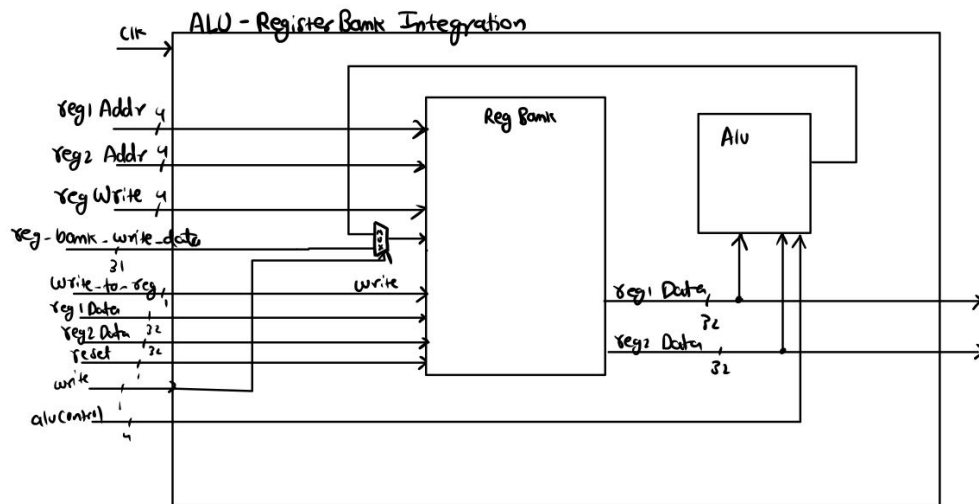 ALU - Register Bank Integration
Clk
reg1 Addr 4
reg2 Addr 4
reg Write 4
reg-bank-write-data
31
write-to-reg 1
reg1 Data
32
reg2 Data
32
reset
1
write
1
alucontrol
4
mux
write
Reg Bank
Alu
reg1 Data
32
reg2 Data
32